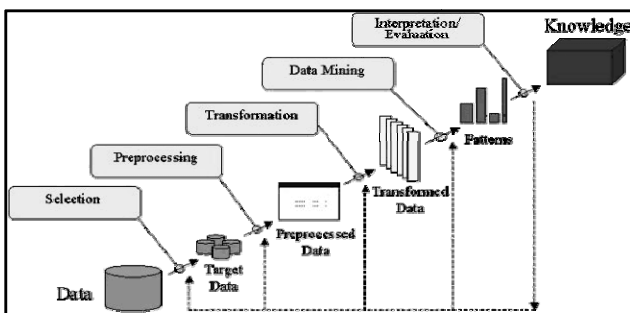 Interpretation/
Evaluation
Knowledge
Data Mining
Transformation
Patterns
Preprocessing
Transformed
Data
Selection
Preprocessed
Data
Target
Data
Data